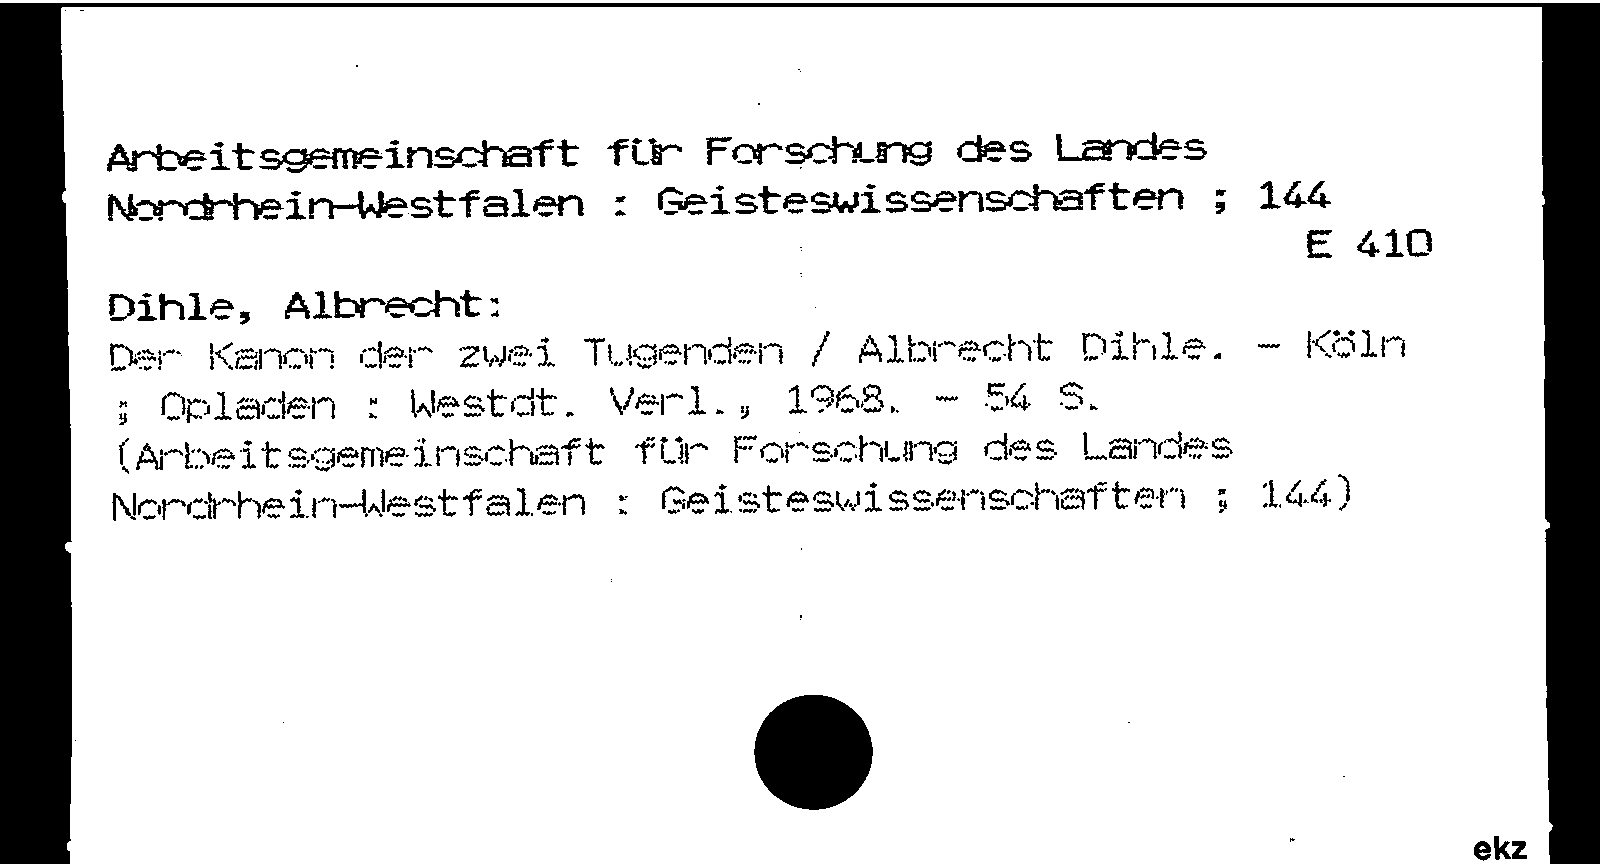 Arbeitsgemeinschaft für Forschung des Landes
Nordrhein-Westfalen : Geisteswissenschaften ; 144
E 410
Dihle, Albrecht:
Der Kanon der zwei Tugenden / Albrecht Dihle. - Köln
; Opladen : Westdt. Verl., 1968. - 54 S.
(Arbeitsgemeinschaft für Forschung des Landes
Nordrhein-Westfalen : Geisteswissenschaften ; 144)
ekz